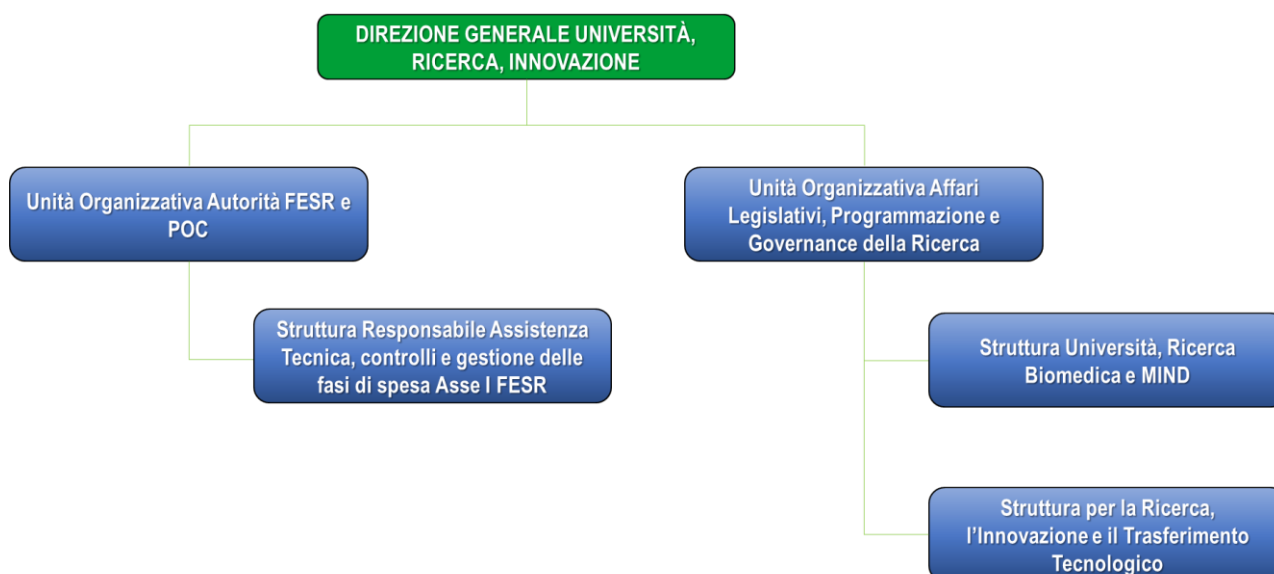 DIREZIONE GENERALE UNIVERSITÀ,
RICERCA, INNOVAZIONE
Unità Organizzativa Autorità FESR e
POC
Unità Organizzativa Affari
Legislativi, Programmazione e
Governance della Ricerca
Struttura Responsabile Assistenza
Tecnica, controlli e gestione delle
fasi di spesa Asse I FESR
Struttura Università, Ricerca
Biomedica e MIND
Struttura per la Ricerca,
l’Innovazione e il Trasferimento
Tecnologico